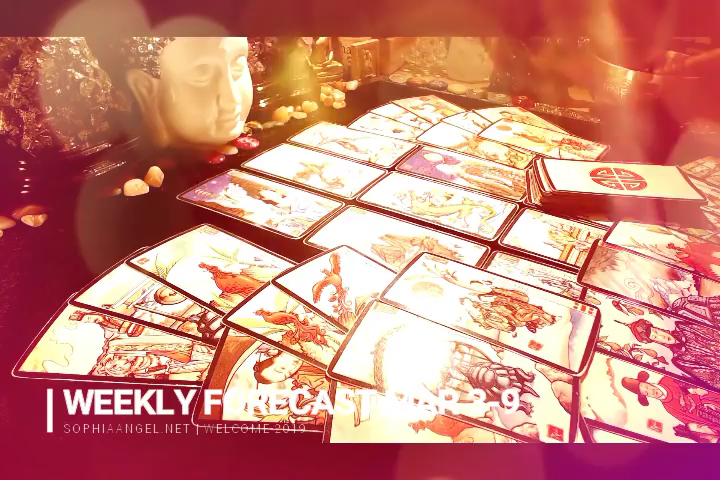 WEEKLY FORECAST MAR 3-9
SOPHIAANGEL.NET | WELCOME 2019